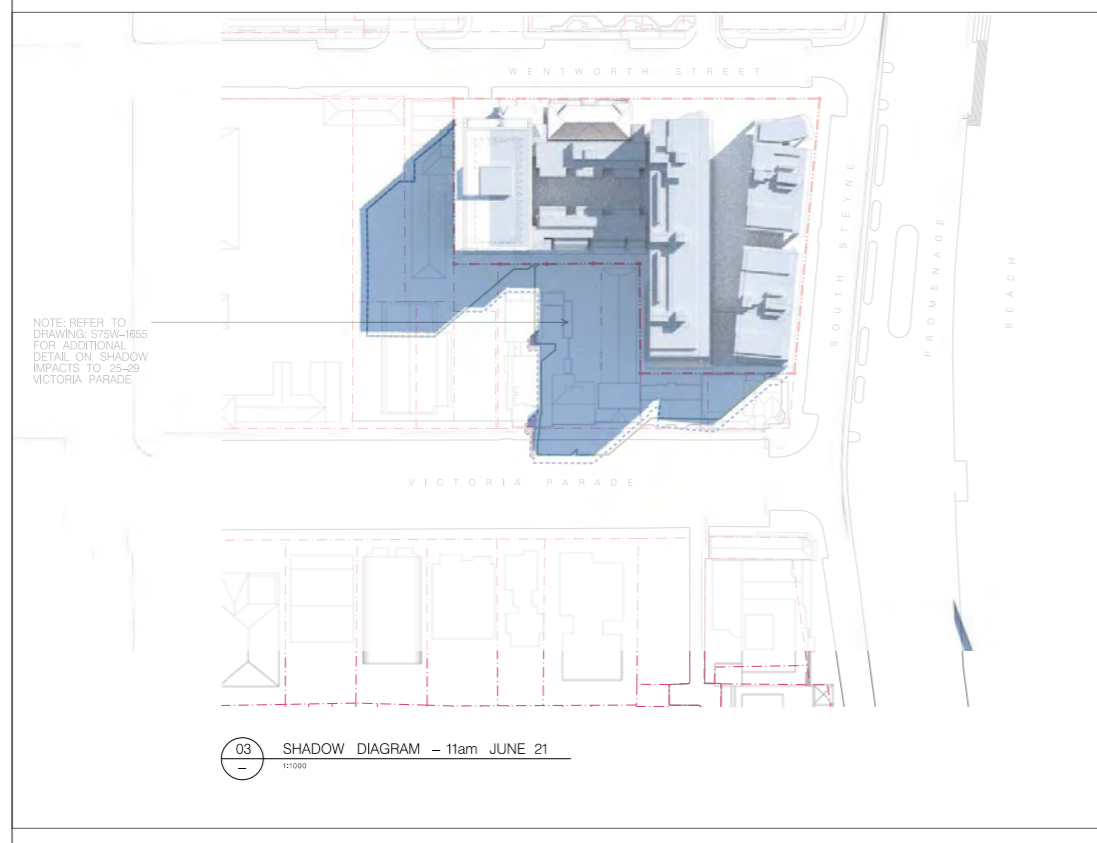 WENTWORTH STREET
SOUTH STEYNE
PROMENADE
BEACH
NOTE: REFER TO
DRAWING: S75W–1655
FOR ADDITIONAL
DETAIL ON SHADOW
IMPACTS TO 25–29
VICTORIA PARADE
VICTORIA PARADE
03
–
SHADOW DIAGRAM – 11am JUNE 21
1:1000